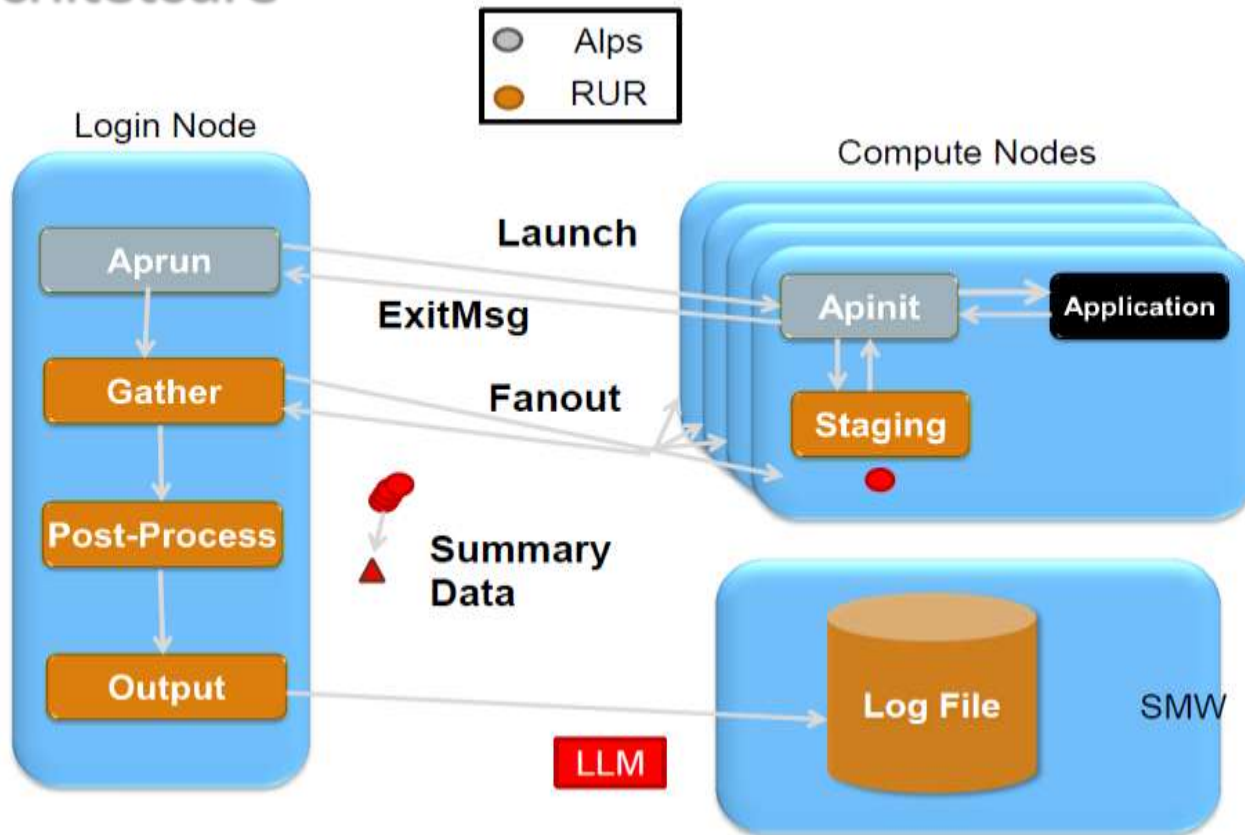 Alps
RUR
Login Node
Compute Nodes
Launch
Aprun
Apinit
Application
ExitMsg
Gather
Fanout
Staging
Post-Process
Summary
Data
Output
Log File
SMW
LLM